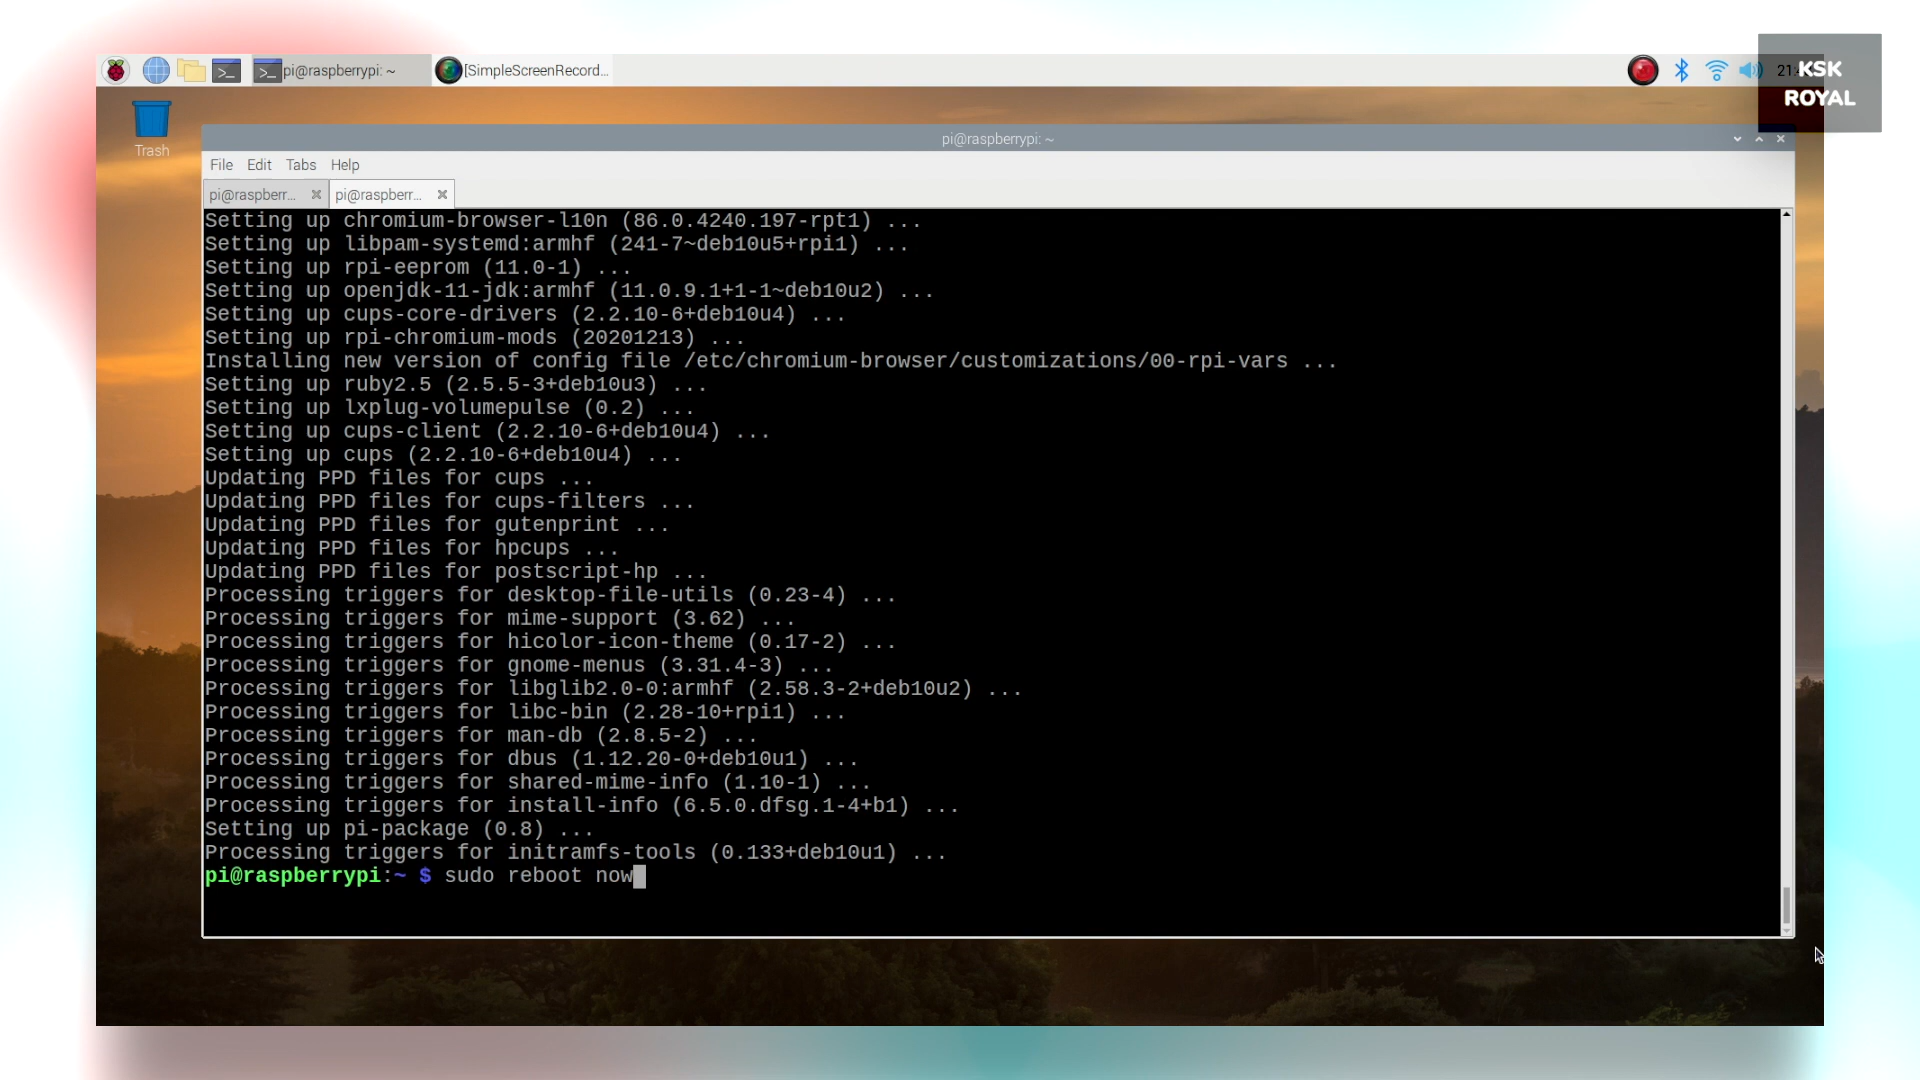 pi@raspberrypi: ~
[SimpleScreenRecord...
KSK
ROYAL
Trash
pi@raspberrypi: ~
File Edit Tabs Help
pi@raspberr...
pi@raspberr...
Setting up chromium-browser-l10n (86.0.4240.197-rpt1) ...
Setting up libpam-systemd:armhf (241-7~deb10u5+rpi1) ...
Setting up rpi-eeprom (11.0-1) ...
Setting up openjdk-11-jdk:armhf (11.0.9.1+1-1~deb10u2) ...
Setting up cups-core-drivers (2.2.10-6+deb10u4) ...
Setting up rpi-chromium-mods (20201213) ...
Installing new version of config file /etc/chromium-browser/customizations/00-rpi-vars ...
Setting up ruby2.5 (2.5.5-3+deb10u3) ...
Setting up lxplug-volumepulse (0.2) ...
Setting up cups-client (2.2.10-6+deb10u4) ...
Setting up cups (2.2.10-6+deb10u4) ...
Updating PPD files for cups ...
Updating PPD files for cups-filters ...
Updating PPD files for gutenprint ...
Updating PPD files for hpcups ...
Updating PPD files for postscript-hp ...
Processing triggers for desktop-file-utils (0.23-4) ...
Processing triggers for mime-support (3.62) ...
Processing triggers for hicolor-icon-theme (0.17-2) ...
Processing triggers for gnome-menus (3.31.4-3) ...
Processing triggers for libglib2.0-0:armhf (2.58.3-2+deb10u2) ...
Processing triggers for libc-bin (2.28-10+rpi1) ...
Processing triggers for man-db (2.8.5-2) ...
Processing triggers for dbus (1.12.20-0+deb10u1) ...
Processing triggers for shared-mime-info (1.10-1) ...
Processing triggers for install-info (6.5.0.dfsg.1-4+b1) ...
Setting up pi-package (0.8) ...
Processing triggers for initramfs-tools (0.133+deb10u1) ...
pi@raspberrypi:~ $ sudo reboot now